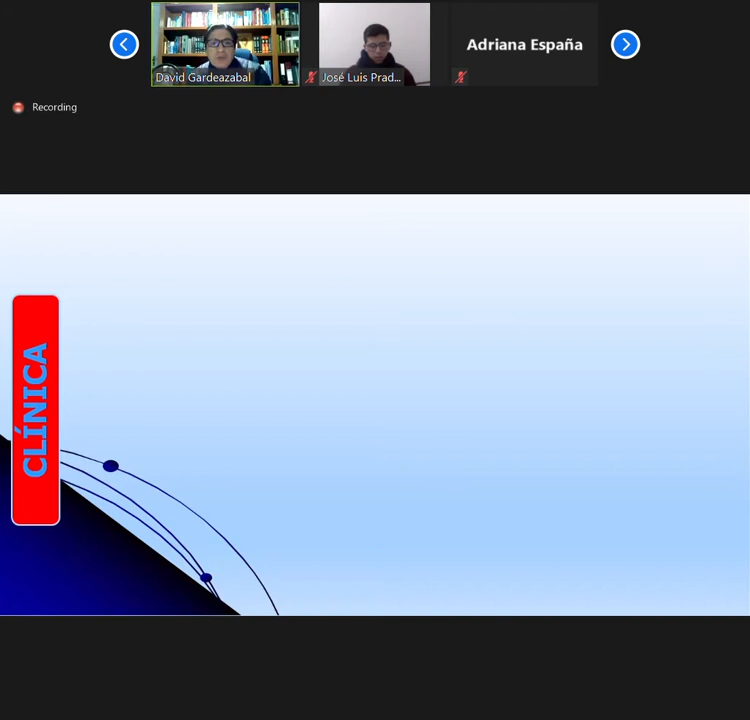 Adriana España
David Gardeazabal
José Luis Prad...
Recording
CLÍNICA